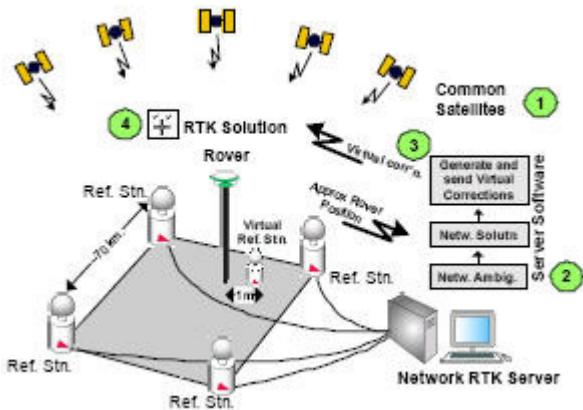 Common
Satellites
1
4
RTK Solution
3
Virtual corr'n.
Rover
Generate and
send Virtual
Corrections
Ref. Stn.
Approx Rover
Position
Server Software
~70 km.
Virtual
Ref. Stn.
Netw. Solutn
Ref. Stn.
Netw. Ambig.
2
~1m
Ref. Stn.
Ref. Stn.
Network RTK Server